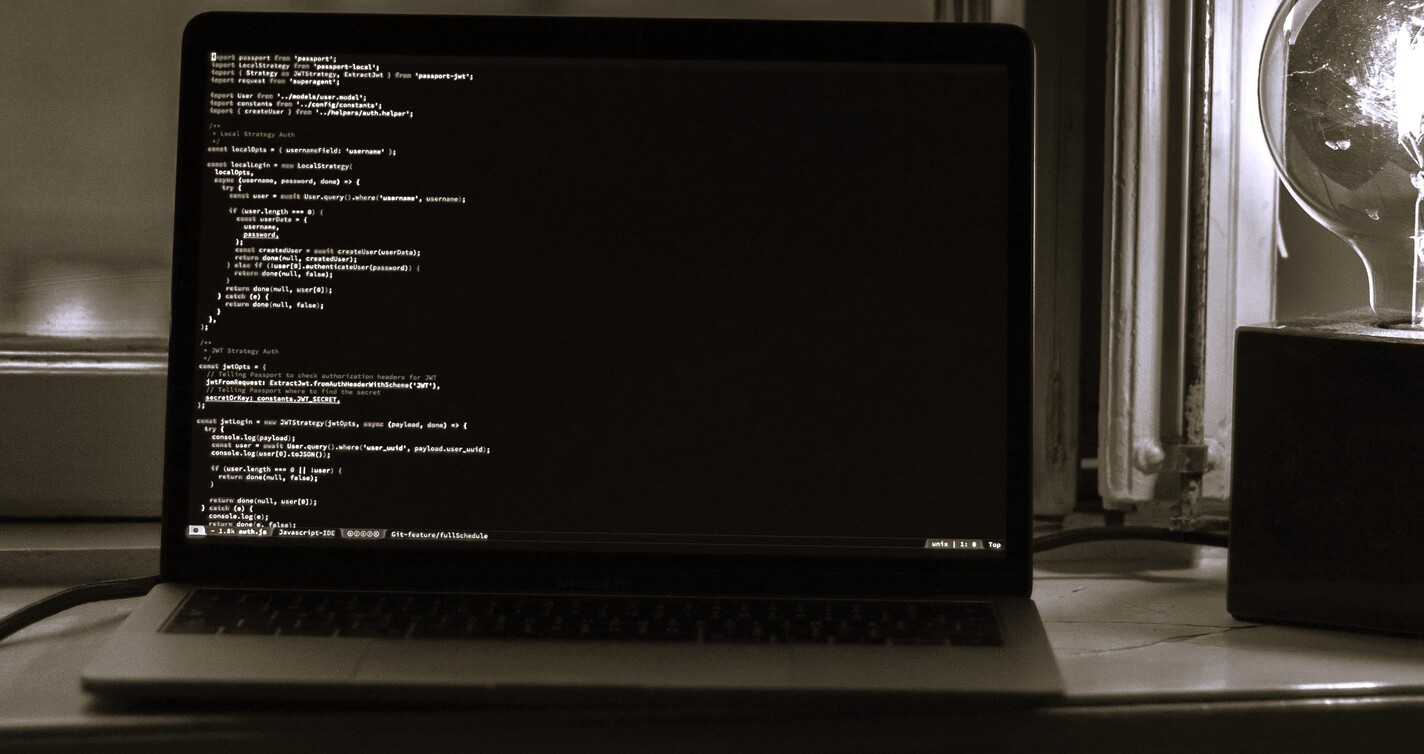 import passport from 'passport';
import LocalStrategy from 'passport-local';
import { Strategy as JWTStrategy, ExtractJwt } from 'passport-jwt';
import request from 'superagent';
import User from '../models/user.model';
import constants from '../config/constants';
import { createUser } from '../helpers/auth.helper';
/**
* Local Strategy Auth
*/
const localOpts = { usernameField: 'username' };
const localLogin = new LocalStrategy(
localOpts,
async (username, password, done) => {
try {
const user = await User.query().where('username', username);
if (user.length === 0) {
const userData = {
username,
password,
};
const createdUser = await createUser(userData);
return done(null, createdUser);
} else if (!user[0].authenticateUser(password)) {
return done(null, false);
}
return done(null, user[0]);
} catch (e) {
return done(null, false);
}
},
);
/**
* JWT Strategy Auth
*/
const jwtOpts = {
// Telling Passport to check authorization headers for JWT
jwtFromRequest: ExtractJwt.fromAuthHeaderWithScheme('JWT'),
// Telling Passport where to find the secret
secretOrKey: constants.JWT_SECRET,
};
const jwtLogin = new JWTStrategy(jwtOpts, async (payload, done) => {
try {
console.log(payload);
const user = await User.query().where('user_uuid', payload.user_uuid);
console.log(user[0].toJSON());
if (user.length === 0 || !user) {
return done(null, false);
}
return done(null, user[0]);
} catch (e) {
console.log(e);
return done(e, false);
- 1.8k auth.js Javascript-IDE Git-feature/fullSchedule unix | 1: 0 Top